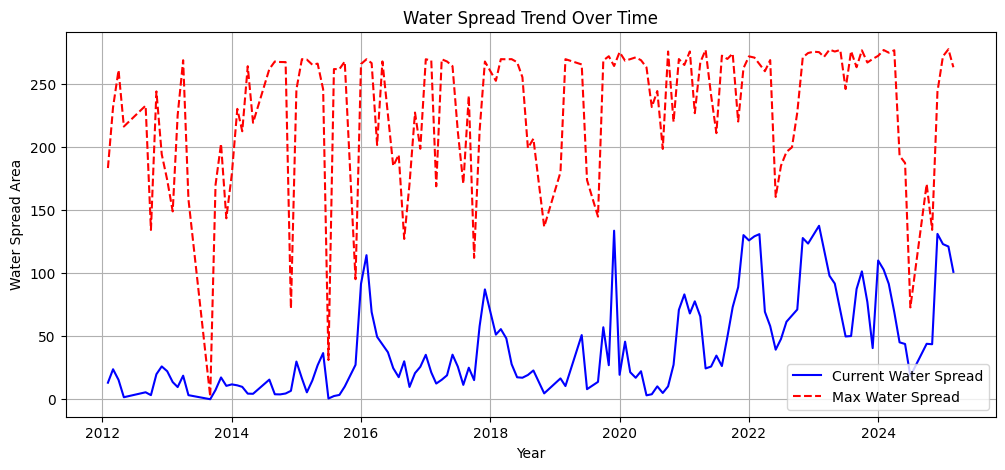 Water Spread Trend Over Time
Water Spread Area
250
200
150
100
50
0
2012 2014 2016 2018 2020 2022 2024
Year
Current Water Spread
Max Water Spread